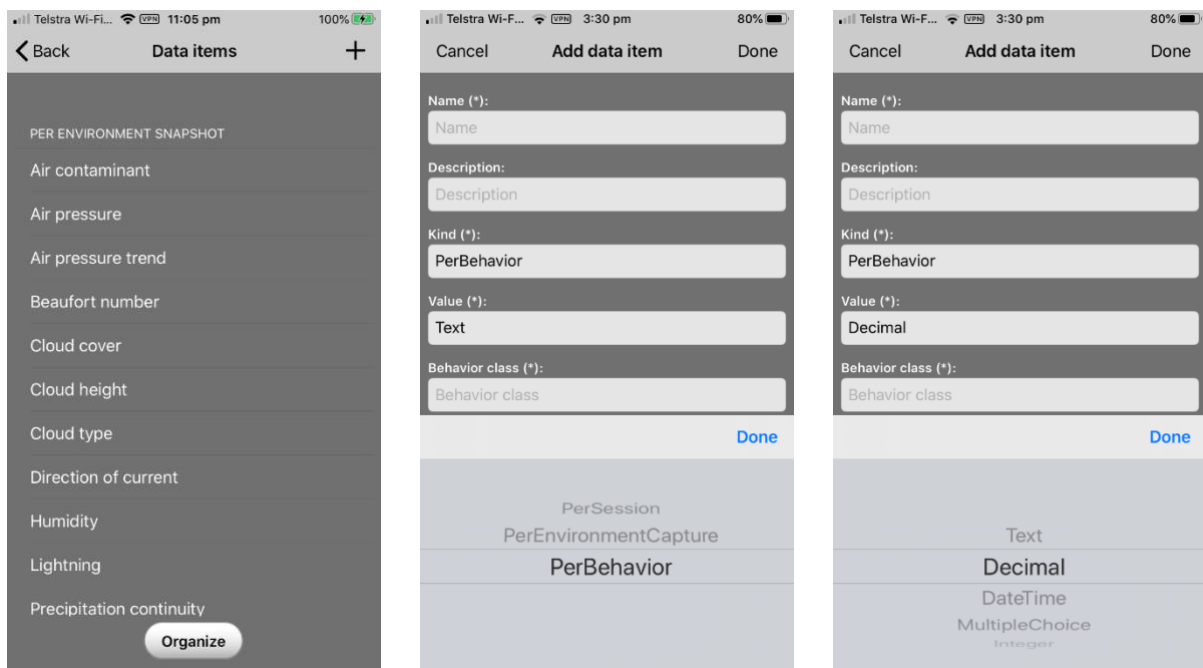 Telstra Wi-Fi... VPN 11:05 pm 100%
Back Data items +
PER ENVIRONMENT SNAPSHOT
Air contaminant
Air pressure
Air pressure trend
Beaufort number
Cloud cover
Cloud height
Cloud type
Direction of current
Humidity
Lightning
Precipitation continuity
Organize
Telstra Wi-F... VPN 3:30 pm 80%
Cancel Add data item Done
Name (*):
Name
Description:
Description
Kind (*):
PerBehavior
Value (*):
Text
Behavior class (*):
Behavior class
Done
PerSession
PerEnvironmentCapture
PerBehavior
Telstra Wi-F... VPN 3:30 pm 80%
Cancel Add data item Done
Name (*):
Name
Description:
Description
Kind (*):
PerBehavior
Value (*):
Decimal
Behavior class (*):
Behavior class
Done
Text
Decimal
DateTime
MultipleChoice
Integer